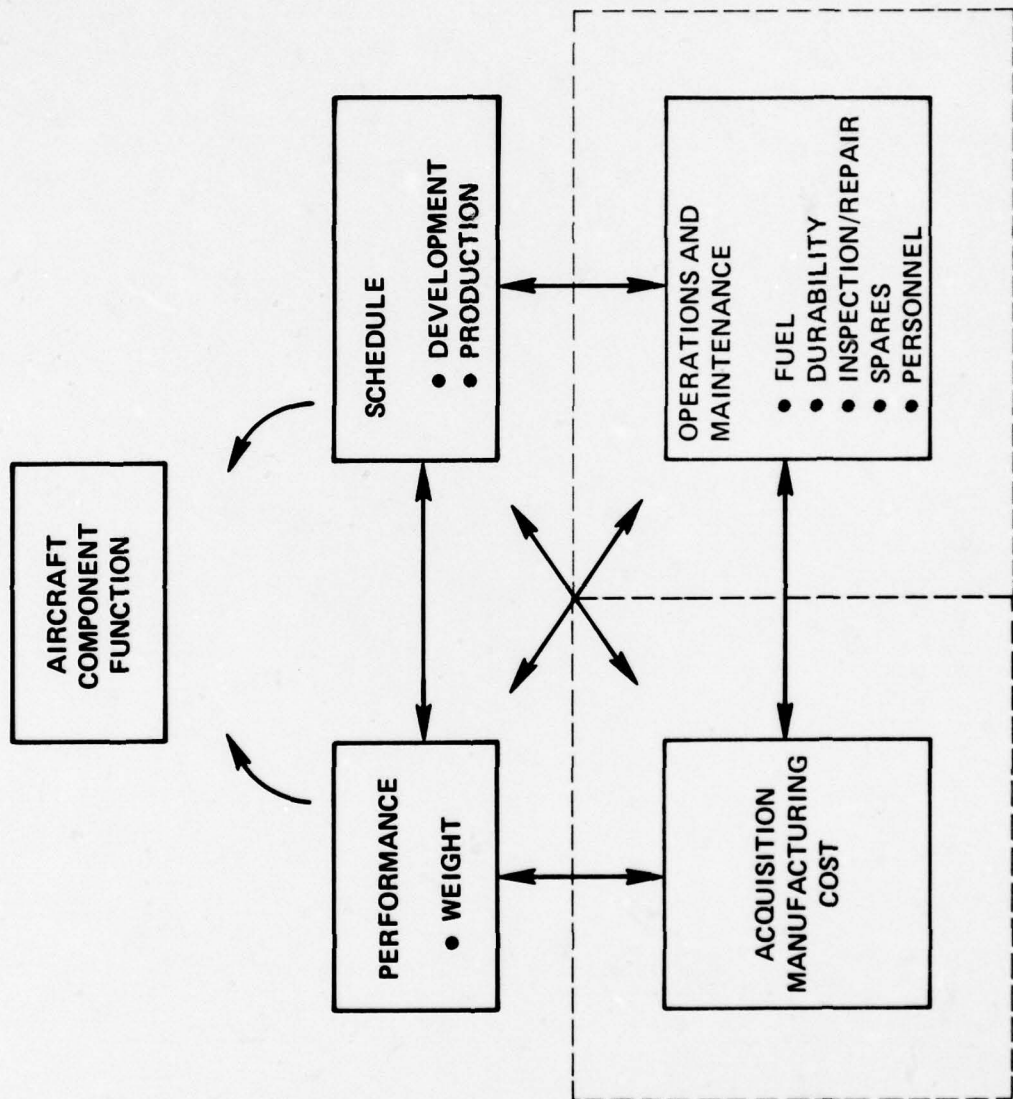 AIRCRAFT
COMPONENT
FUNCTION
PERFORMANCE
● WEIGHT
SCHEDULE
● DEVELOPMENT
● PRODUCTION
ACQUISITION
MANUFACTURING
COST
OPERATIONS AND
MAINTENANCE
● FUEL
● DURABILITY
● INSPECTION/REPAIR
● SPARES
● PERSONNEL